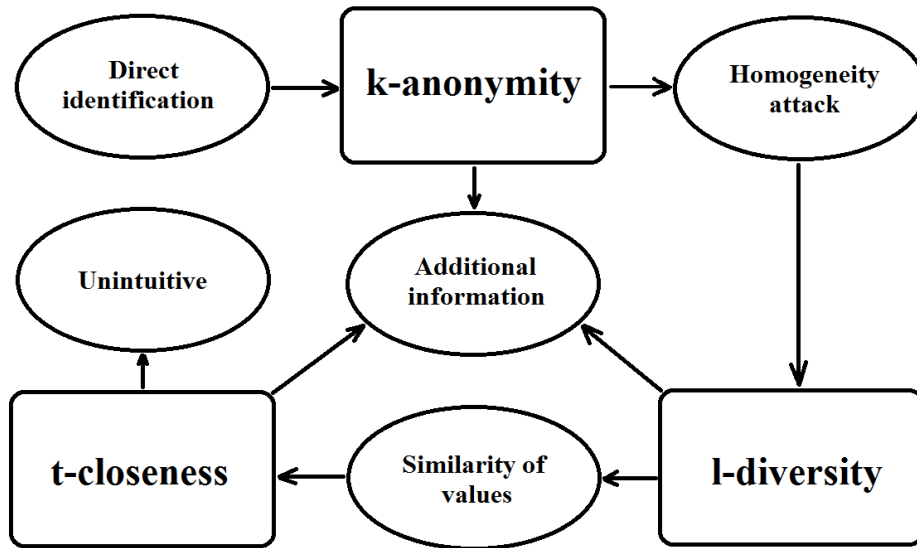 Direct
identification
k-anonymity
Homogeneity
attack
Unintuitive
Additional
information
t-closeness
Similarity of
values
l-diversity